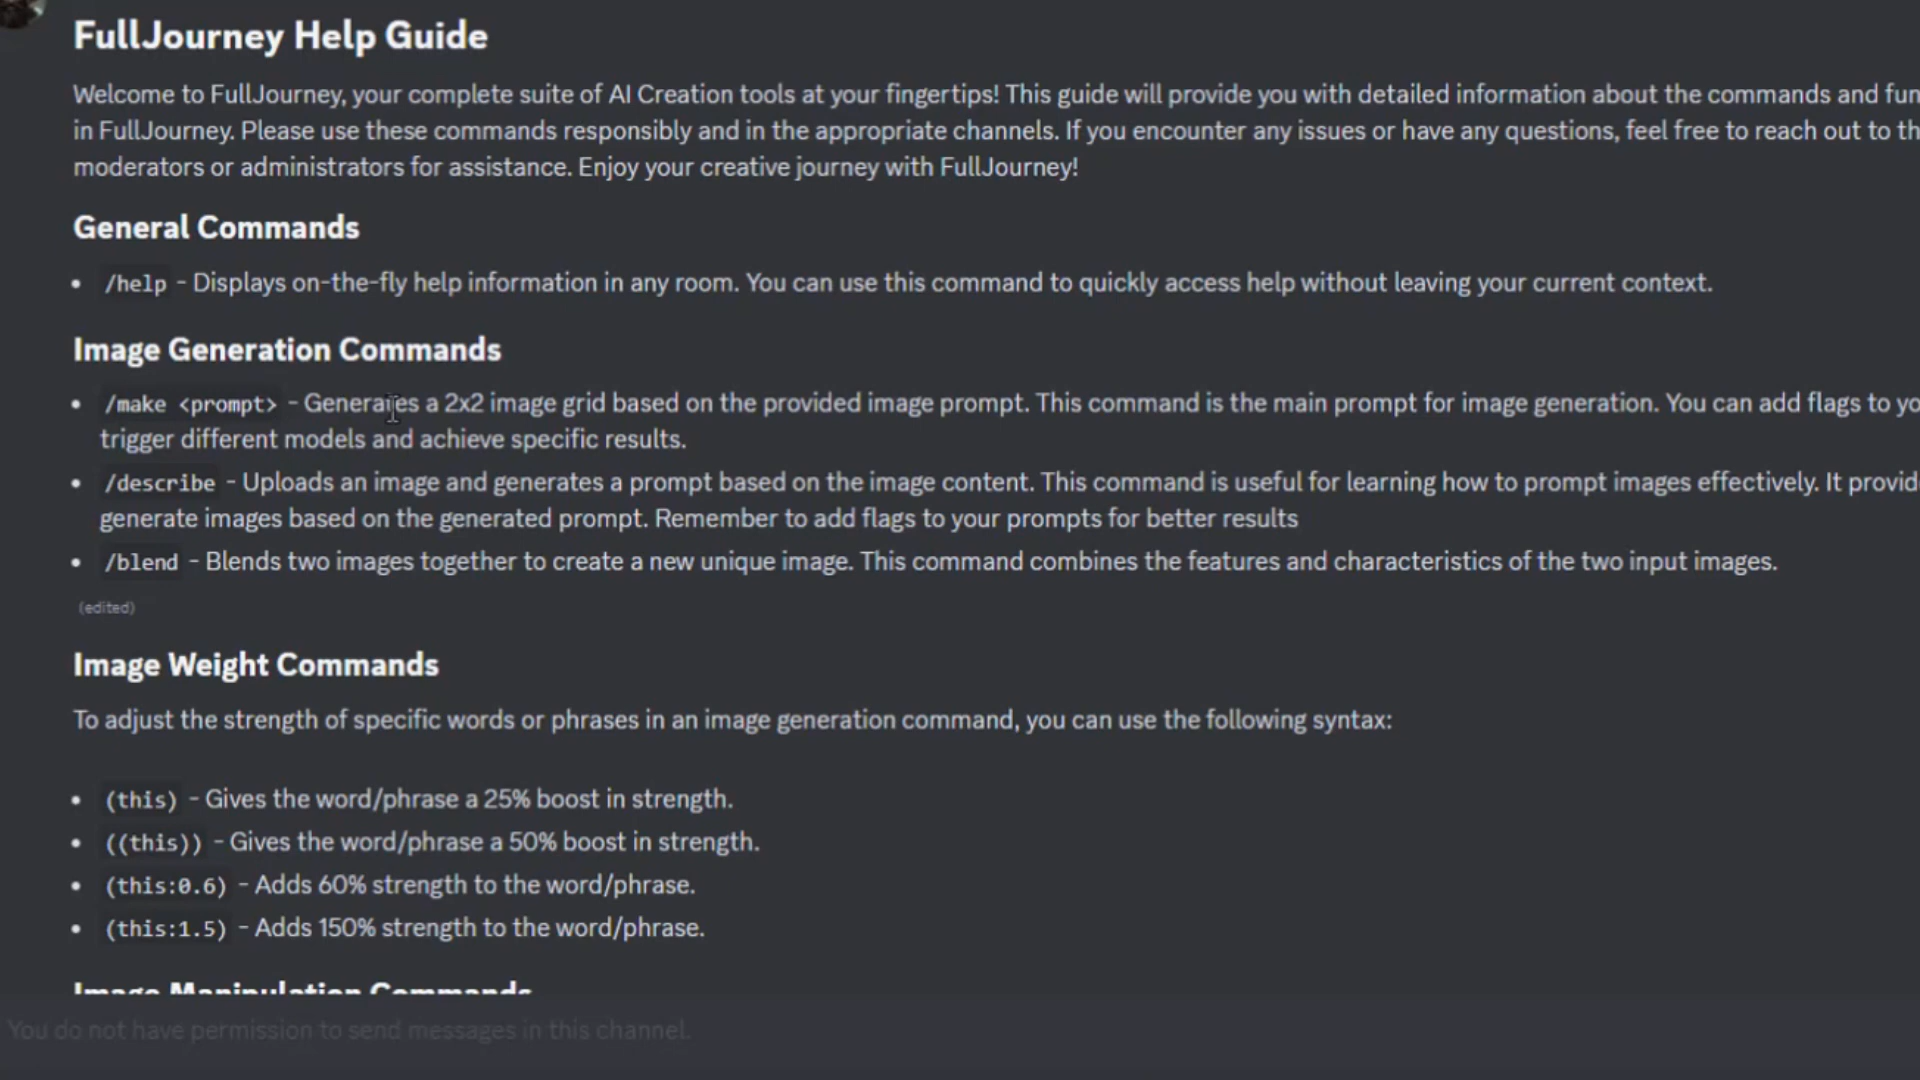 FullJourney Help Guide
Welcome to FullJourney, your complete suite of AI Creation tools at your fingertips! This guide will provide you with detailed information about the commands and
in FullJourney. Please use these commands responsibly and in the appropriate channels. If you encounter any issues or have any questions, feel free to reach out to
moderators or administrators for assistance. Enjoy your creative journey with FullJourney!
General Commands
• /help - Displays on-the-fly help information in any room. You can use this command to quickly access help without leaving your current context.
Image Generation Commands
• /make <prompt> - Generates a 2x2 image grid based on the provided image prompt. This command is the main prompt for image generation. You can add flags to
trigger different models and achieve specific results.
• /describe - Uploads an image and generates a prompt based on the image content. This command is useful for learning how to prompt images effectively. It
generate images based on the generated prompt. Remember to add flags to your prompts for better results
• /blend - Blends two images together to create a new unique image. This command combines the features and characteristics of the two input images.
(edited)
Image Weight Commands
To adjust the strength of specific words or phrases in an image generation command, you can use the following syntax:
• (this) - Gives the word/phrase a 25% boost in strength.
• ((this)) - Gives the word/phrase a 50% boost in strength.
• (this:0.6) - Adds 60% strength to the word/phrase.
• (this:1.5) - Adds 150% strength to the word/phrase.
Image Manipulation Commands
You do not have permission to send messages in this channel.